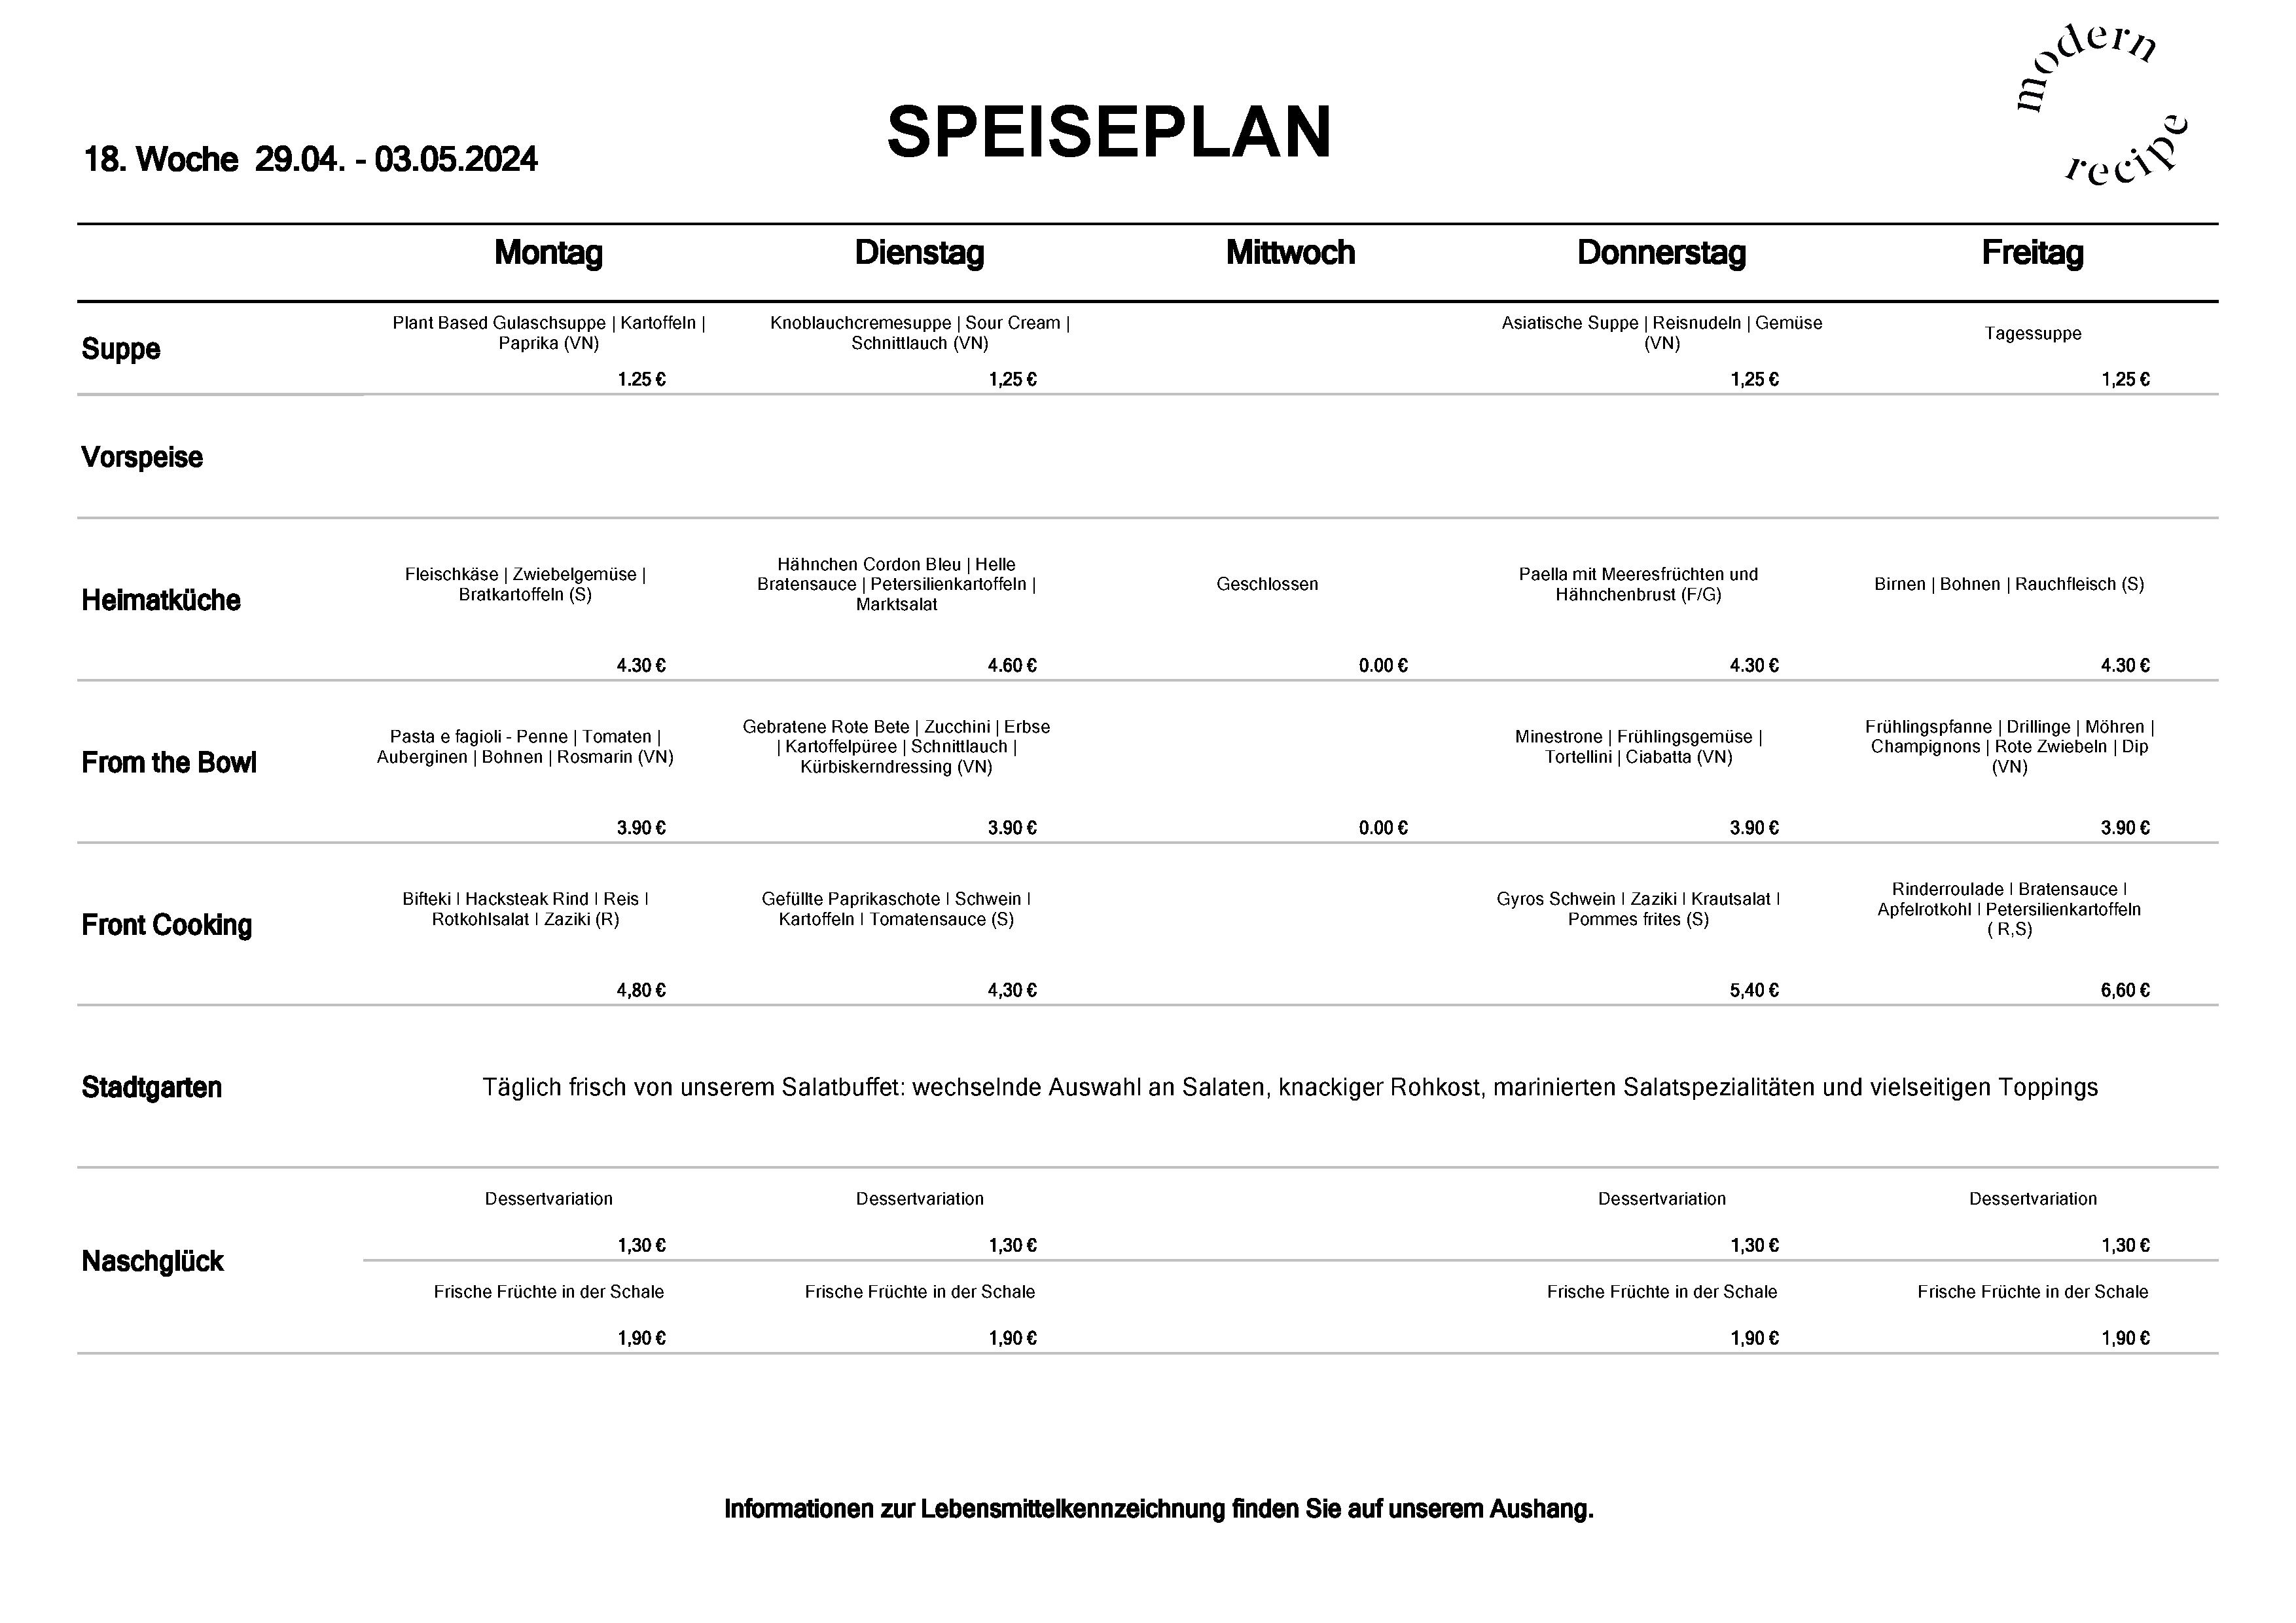 modern
recipe
SPEISEPLAN
18. Woche 29.04. - 03.05.2024
Montag Dienstag Mittwoch Donnerstag Freitag
Suppe
Plant Based Gulaschsuppe | Kartoffeln |
Paprika (VN)
1.25 €
Knoblauchcremesuppe | Sour Cream |
Schnittlauch (VN)
1,25 €
Asiatische Suppe | Reisnudeln | Gemüse
(VN)
1,25 €
Tagessuppe
1,25 €
Vorspeise
Heimatküche
Fleischkäse | Zwiebelgemüse |
Bratkartoffeln (S)
4.30 €
Hähnchen Cordon Bleu | Helle
Bratensauce | Petersilienkartoffeln |
Marktsalat
4.60 €
Geschlossen
0.00 €
Paella mit Meeresfrüchten und
Hähnchenbrust (F/G)
4.30 €
Birnen | Bohnen | Rauchfleisch (S)
4.30 €
From the Bowl
Pasta e fagioli - Penne | Tomaten |
Auberginen | Bohnen | Rosmarin (VN)
3.90 €
Gebratene Rote Bete | Zucchini | Erbse
| Kartoffelpüree | Schnittlauch |
Kürbiskerndressing (VN)
3.90 €
0.00 €
Minestrone | Frühlingsgemüse |
Tortellini | Ciabatta (VN)
3.90 €
Frühlingspfanne | Drillinge | Möhren |
Champignons | Rote Zwiebeln | Dip
(VN)
3.90 €
Front Cooking
Bifteki I Hacksteak Rind I Reis I
Rotkohlsalat I Zaziki (R)
4,80 €
Gefüllte Paprikaschote I Schwein I
Kartoffeln I Tomatensauce (S)
4,30 €
Gyros Schwein I Zaziki I Krautsalat I
Pommes frites (S)
5,40 €
Rinderroulade I Bratensauce I
Apfelrotkohl I Petersilienkartoffeln
( R,S)
6,60 €
Stadtgarten
Täglich frisch von unserem Salatbuffet: wechselnde Auswahl an Salaten, knackiger Rohkost, marinierten Salatspezialitäten und vielseitigen Toppings
Naschglück
Dessertvariation Dessertvariation Dessertvariation Dessertvariation
1,30 € 1,30 € 1,30 € 1,30 €
Frische Früchte in der Schale Frische Früchte in der Schale Frische Früchte in der Schale Frische Früchte in der Schale
1,90 € 1,90 € 1,90 € 1,90 €
Informationen zur Lebensmittelkennzeichnung finden Sie auf unserem Aushang.